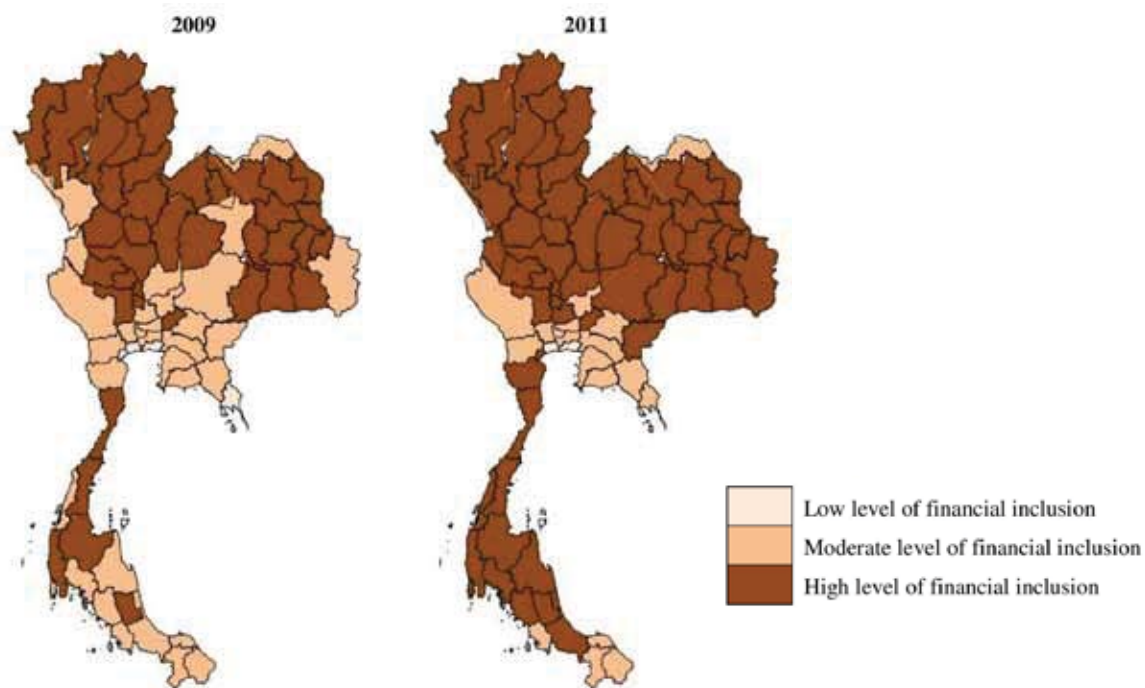 2009
2011
Low level of financial inclusion
Moderate level of financial inclusion
High level of financial inclusion